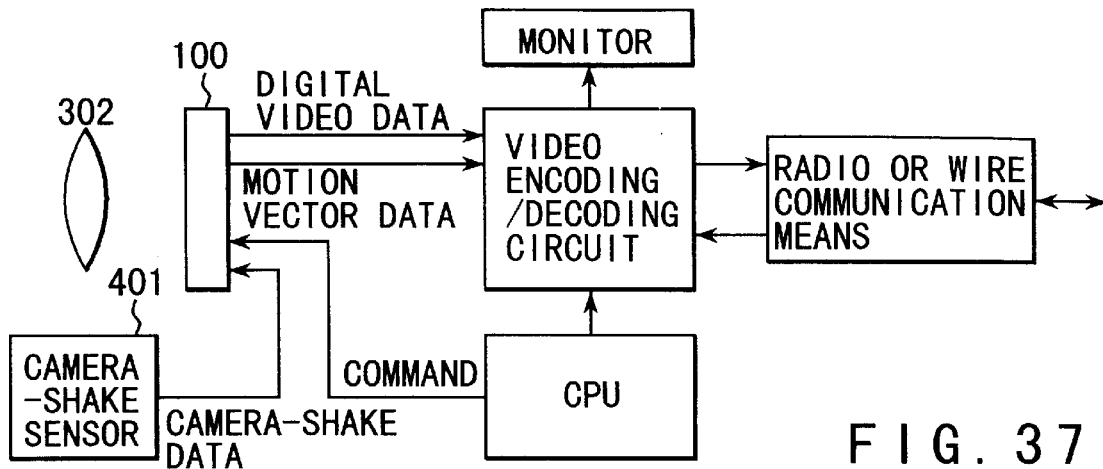 MONITOR
100
DIGITAL
VIDEO DATA
302
VIDEO
ENCODING
/DECODING
CIRCUIT
RADIO OR WIRE
COMMUNICATION
MEANS
MOTION
VECTOR DATA
401
CAMERA
-SHAKE
SENSOR
COMMAND
CPU
CAMERA-SHAKE
DATA
FIG. 37